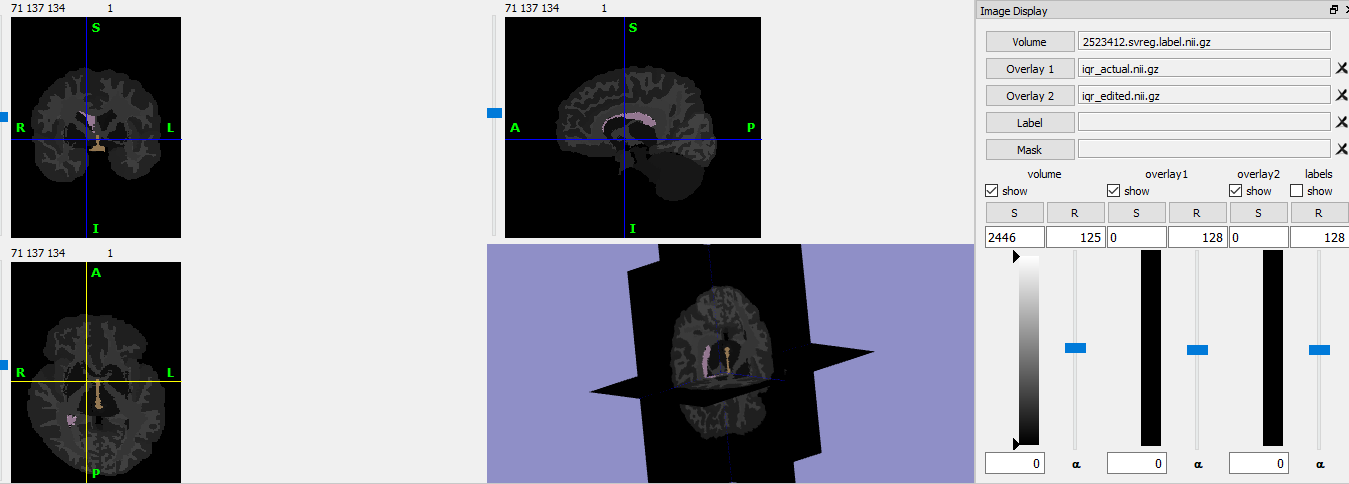 71 137 134 1
S
R L
I
71 137 134 1
S
A P
I
71 137 134 1
A
R L
P
Image Display
Volume 2523412.svreg.label.nii.gz
Overlay 1 iqr_actual.nii.gz
Overlay 2 iqr_edited.nii.gz
Label
Mask
volume overlay1 overlay2 labels
show show show show
S R S R S R
2446 125 0 128 0 128
0 α 0 α 0 α